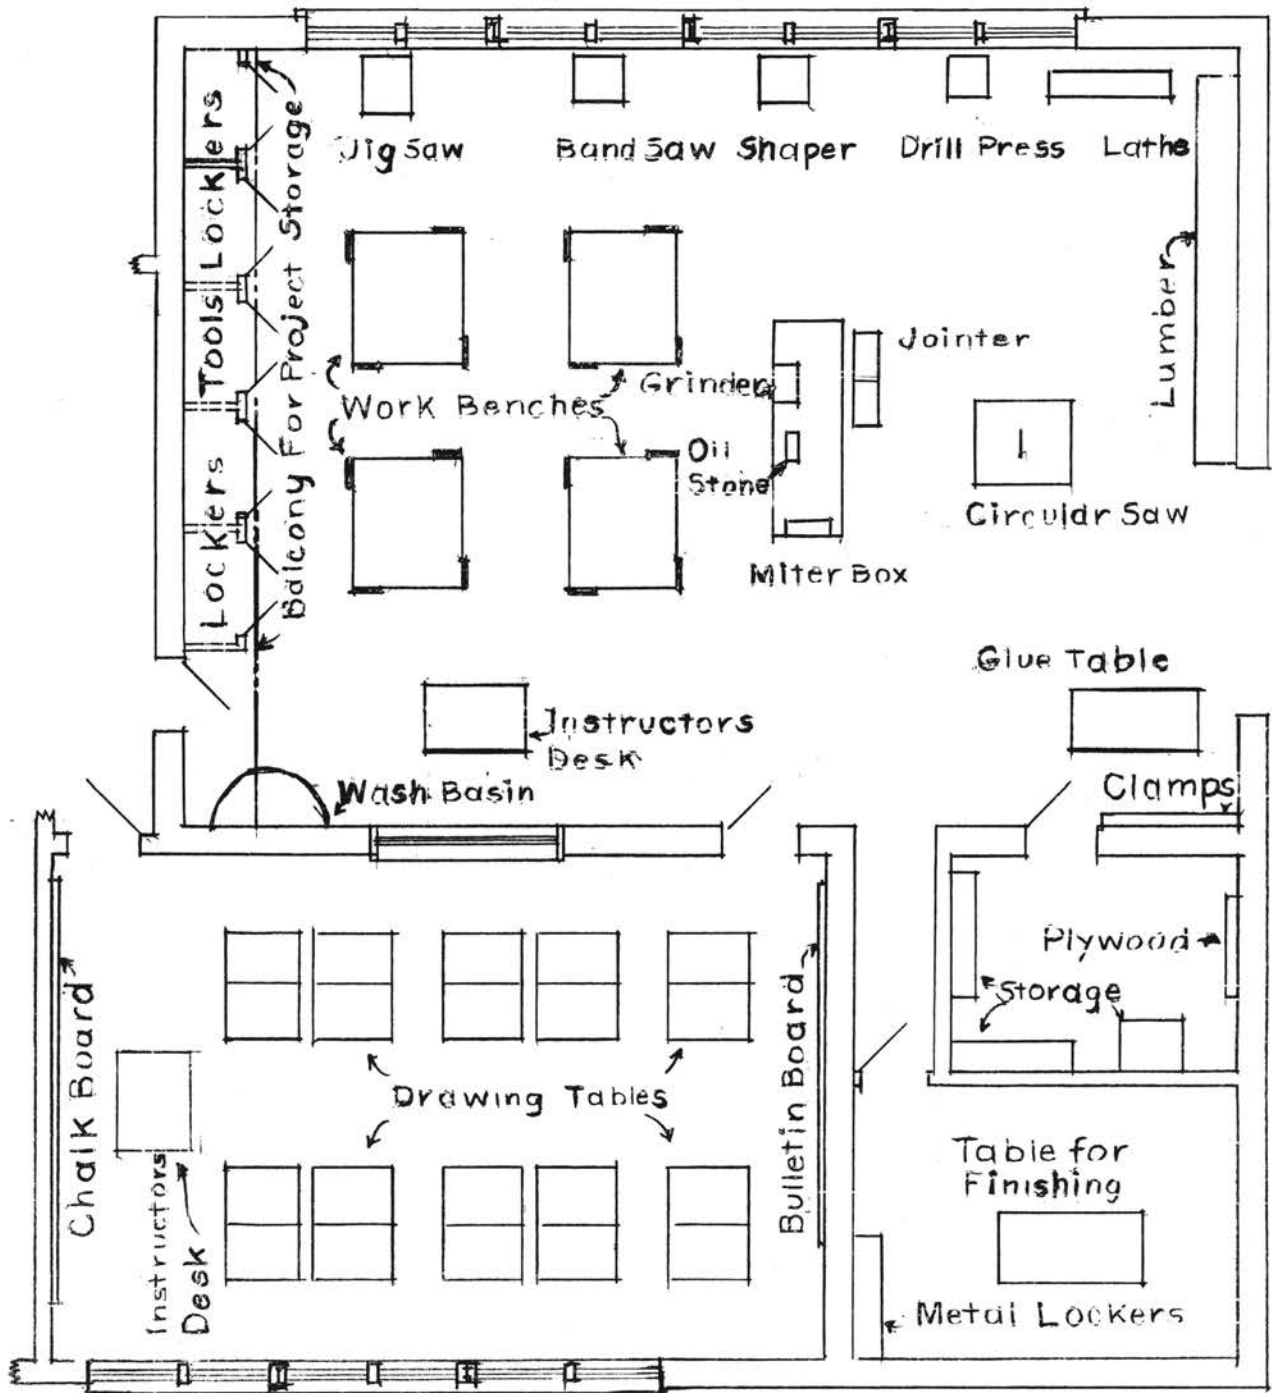 Jig Saw
Band Saw
Shaper
Drill Press
Lathe
Lockers
Tools
Lockers
Balcony For Project Storage
Lumber
Jointer
Grinder
Work Benches
Oil
Stone
Circular Saw
Miter Box
Glue Table
Instructors
Desk
Wash Basin
Clamps
Plywood
Storage
Chalk Board
Drawing Tables
Bulletin Board
Instructors
Desk
Table for
Finishing
Metal Lockers